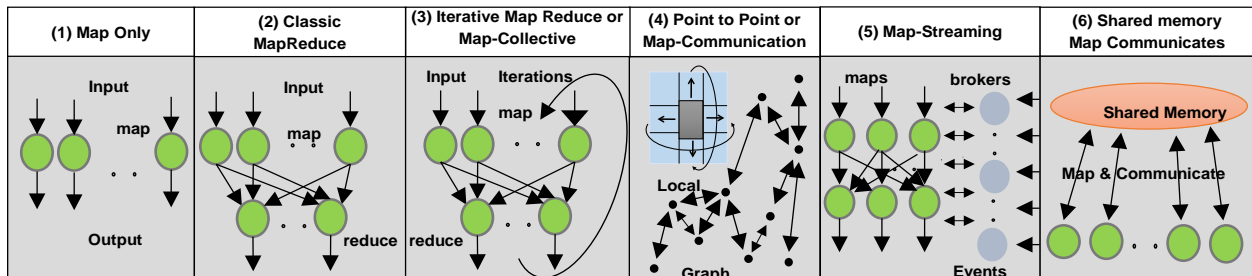 (1) Map Only
(2) Classic
MapReduce
(3) Iterative Map Reduce or
Map-Collective
(4) Point to Point or
Map-Communication
(5) Map-Streaming
(6) Shared memory
Map Communicates
Input
map
Output
Input
map
reduce
Input
Iterations
map
reduce
Local
Graph
maps
brokers
Events
Shared Memory
Map & Communicate